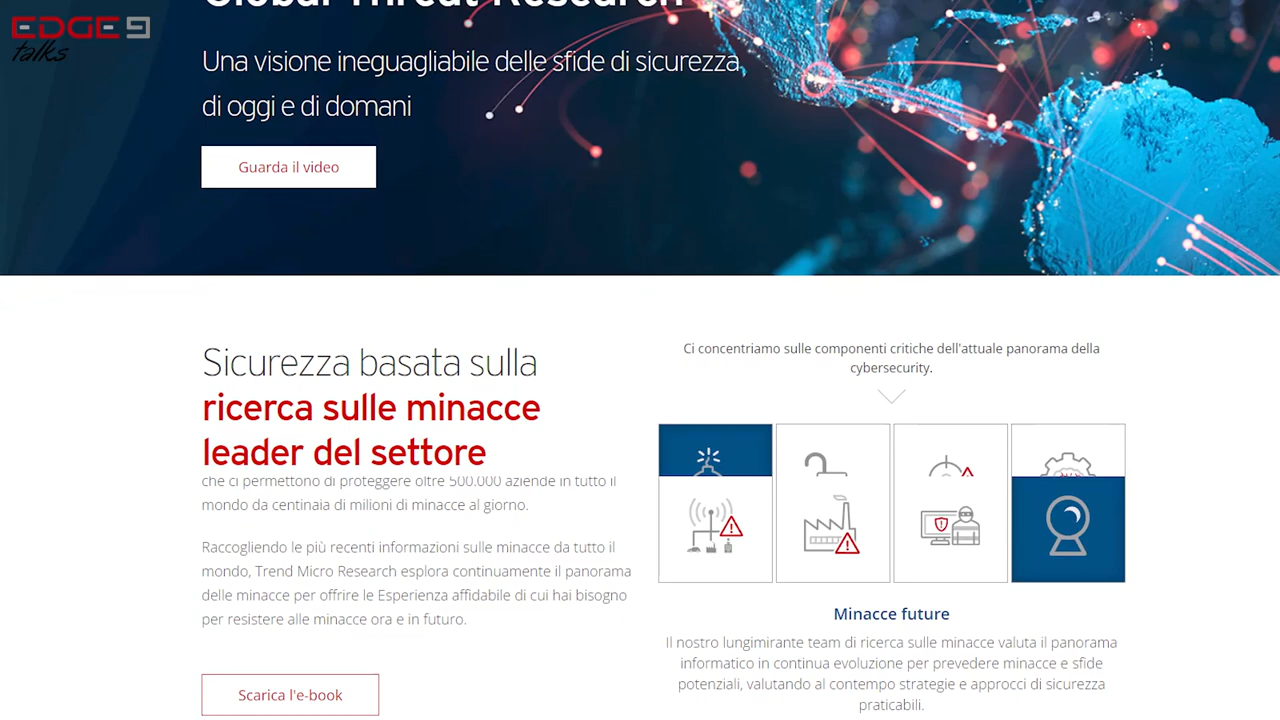 Global Threat Research
EDGE 9
talks
Una visione ineguagliabile delle sfide di sicurezza
di oggi e di domani
Guarda il video
Sicurezza basata sulla
ricerca sulle minacce
leader del settore
che ci permettono di proteggere oltre 500.000 aziende in tutto il
mondo da centinaia di milioni di minacce al giorno.
Raccogliendo le più recenti informazioni sulle minacce da tutto il
mondo, Trend Micro Research esplora continuamente il panorama
delle minacce per offrire le Esperienza affidabile di cui hai bisogno
per resistere alle minacce ora e in futuro.
Scarica l'e-book
Ci concentriamo sulle componenti critiche dell'attuale panorama della
cybersecurity.
Minacce future
Il nostro lungimirante team di ricerca sulle minacce valuta il panorama
informatico in continua evoluzione per prevedere minacce e sfide
potenziali, valutando al contempo strategie e approcci di sicurezza
praticabili.